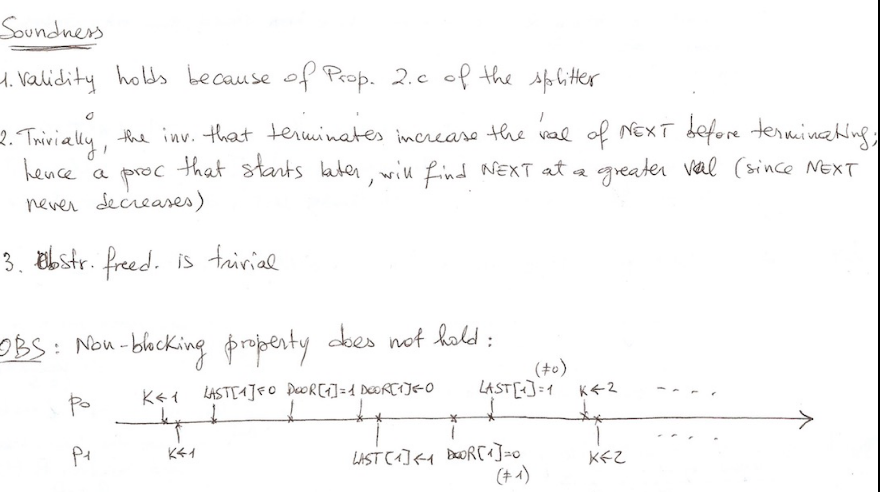 Soundness
1. Validity holds because of Prop. 2.c of the splitter
2. Trivially, the inv. that terminates increase the val of NEXT before terminating;
hence a proc that starts later, will find NEXT at a greater val (since NEXT
never decreases)
3. Obstr. freed. is trivial
OBS: Non-blocking property does not hold:
(≠0)
K←1 LAST[1]←0 DOOR[1]=1 DOOR[1]←0 LAST[1]=1 K←2 - - - -
p0
p1 K←1 LAST[1]←1 DOOR[1]=0 K←2 - - - -
(≠1)